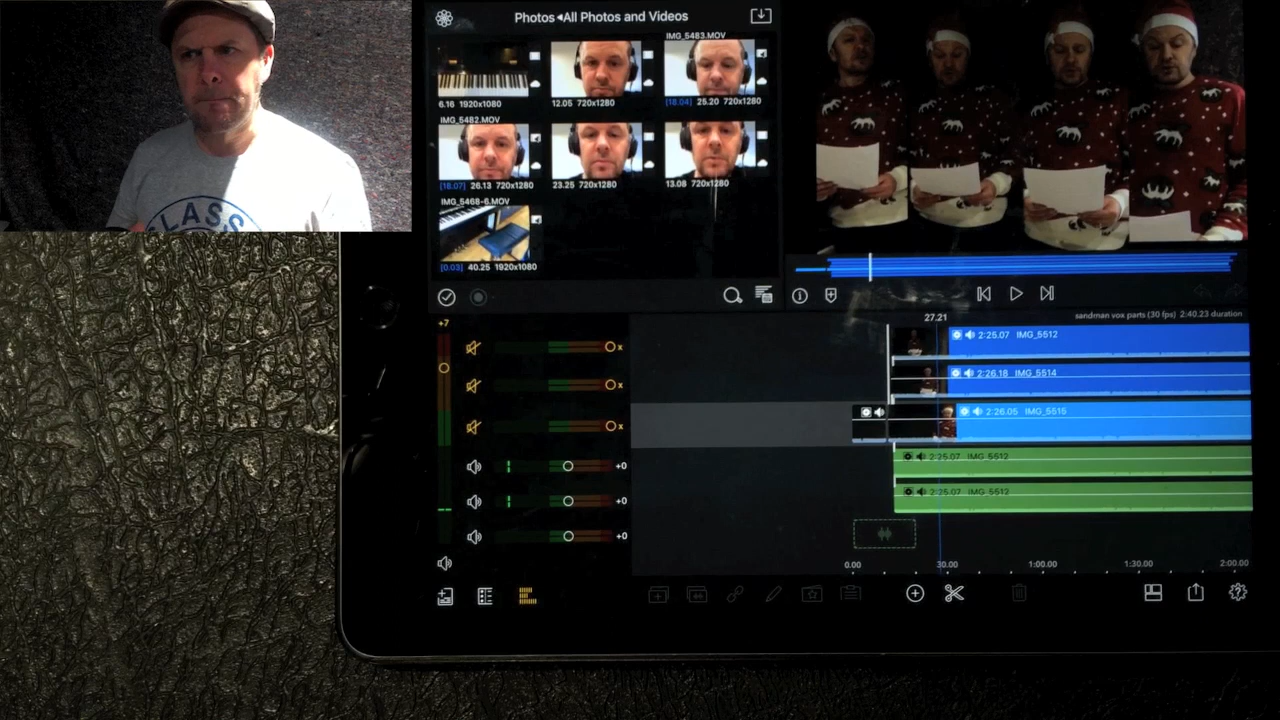 GLASS
Photos◂All Photos and Videos
6.16 1920x1080
12.05 720x1280
IMG_5483.MOV
[18.04] 25.20 720x1280
IMG_5482.MOV
[18.07] 26.13 720x1280
23.25 720x1280
13.08 720x1280
IMG_5468-6.MOV
[0.03] 40.25 1920x1080
+7
27.21
sandman vox parts (30 fps) 2:40.23 duration
x
2:25.07 IMG_5512
x
2:26.18 IMG_5514
x
2:26.05 IMG_5515
+0
2:25.07 IMG_5512
+0
2:25.07 IMG_5512
+0
0.00
30.00
1:00.00
1:30.00
2:00.00